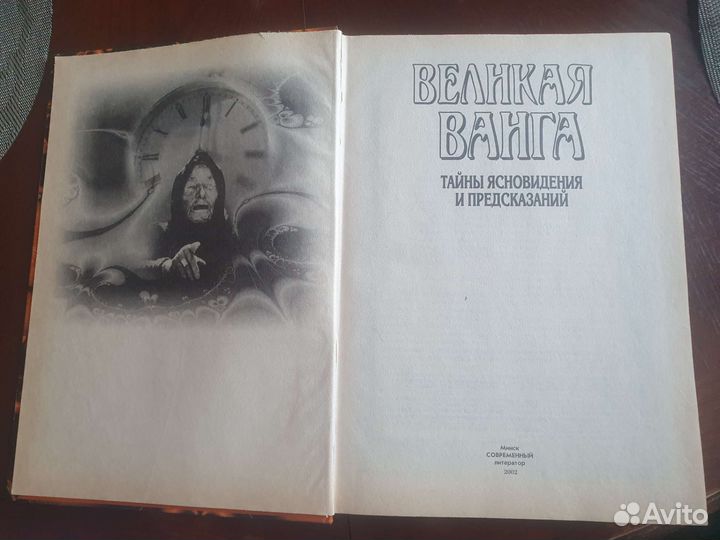 ВЕЛИКАЯ
ВАНГА
ТАЙНЫ ЯСНОВИДЕНИЯ
И ПРЕДСКАЗАНИЙ
Минск
СОВРЕМЕННЫЙ
литератор
2002
Avito